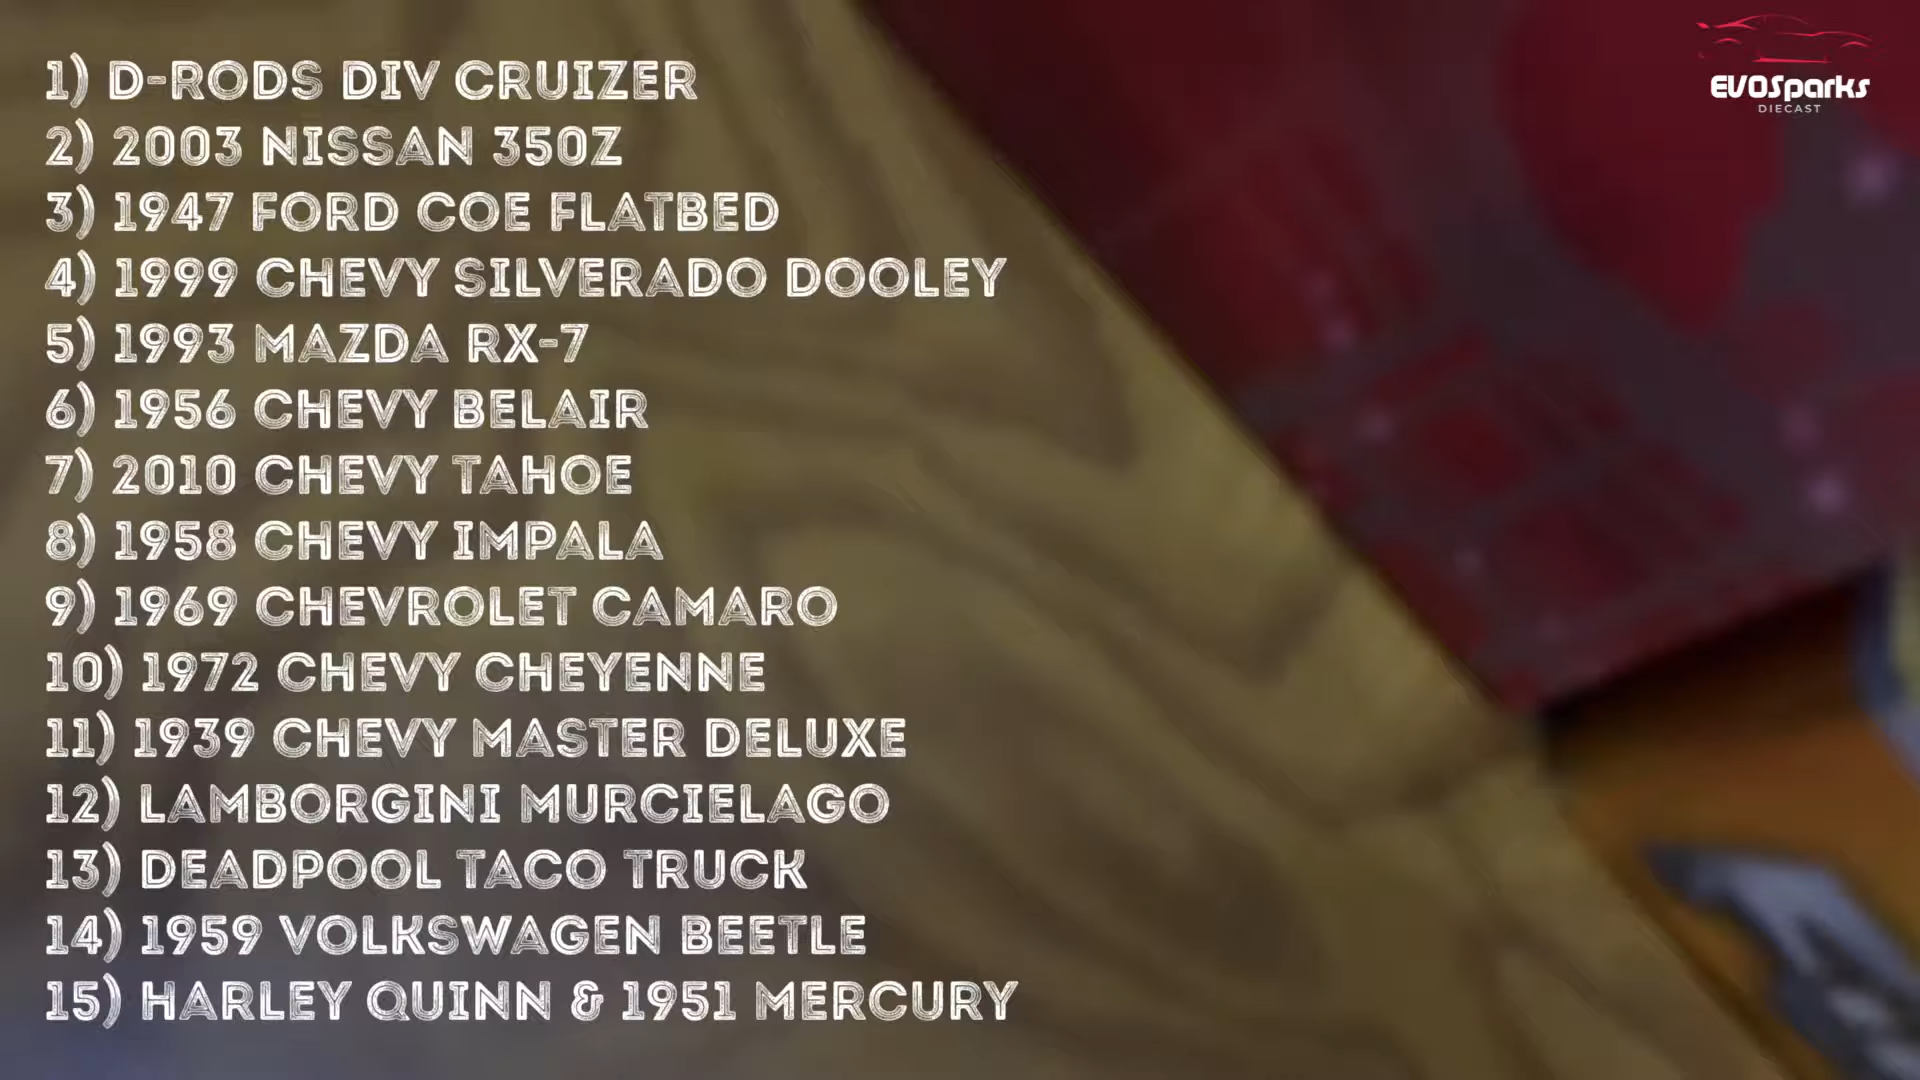 1) D-RODS DIV CRUIZER
2) 2003 NISSAN 350Z
3) 1947 FORD COE FLATBED
4) 1999 CHEVY SILVERADO DOOLEY
5) 1993 MAZDA RX-7
6) 1956 CHEVY BELAIR
7) 2010 CHEVY TAHOE
8) 1958 CHEVY IMPALA
9) 1969 CHEVROLET CAMARO
10) 1972 CHEVY CHEYENNE
11) 1939 CHEVY MASTER DELUXE
12) LAMBORGINI MURCIELAGO
13) DEADPOOL TACO TRUCK
14) 1959 VOLKSWAGEN BEETLE
15) HARLEY QUINN & 1951 MERCURY
EVOSparks
DIECAST